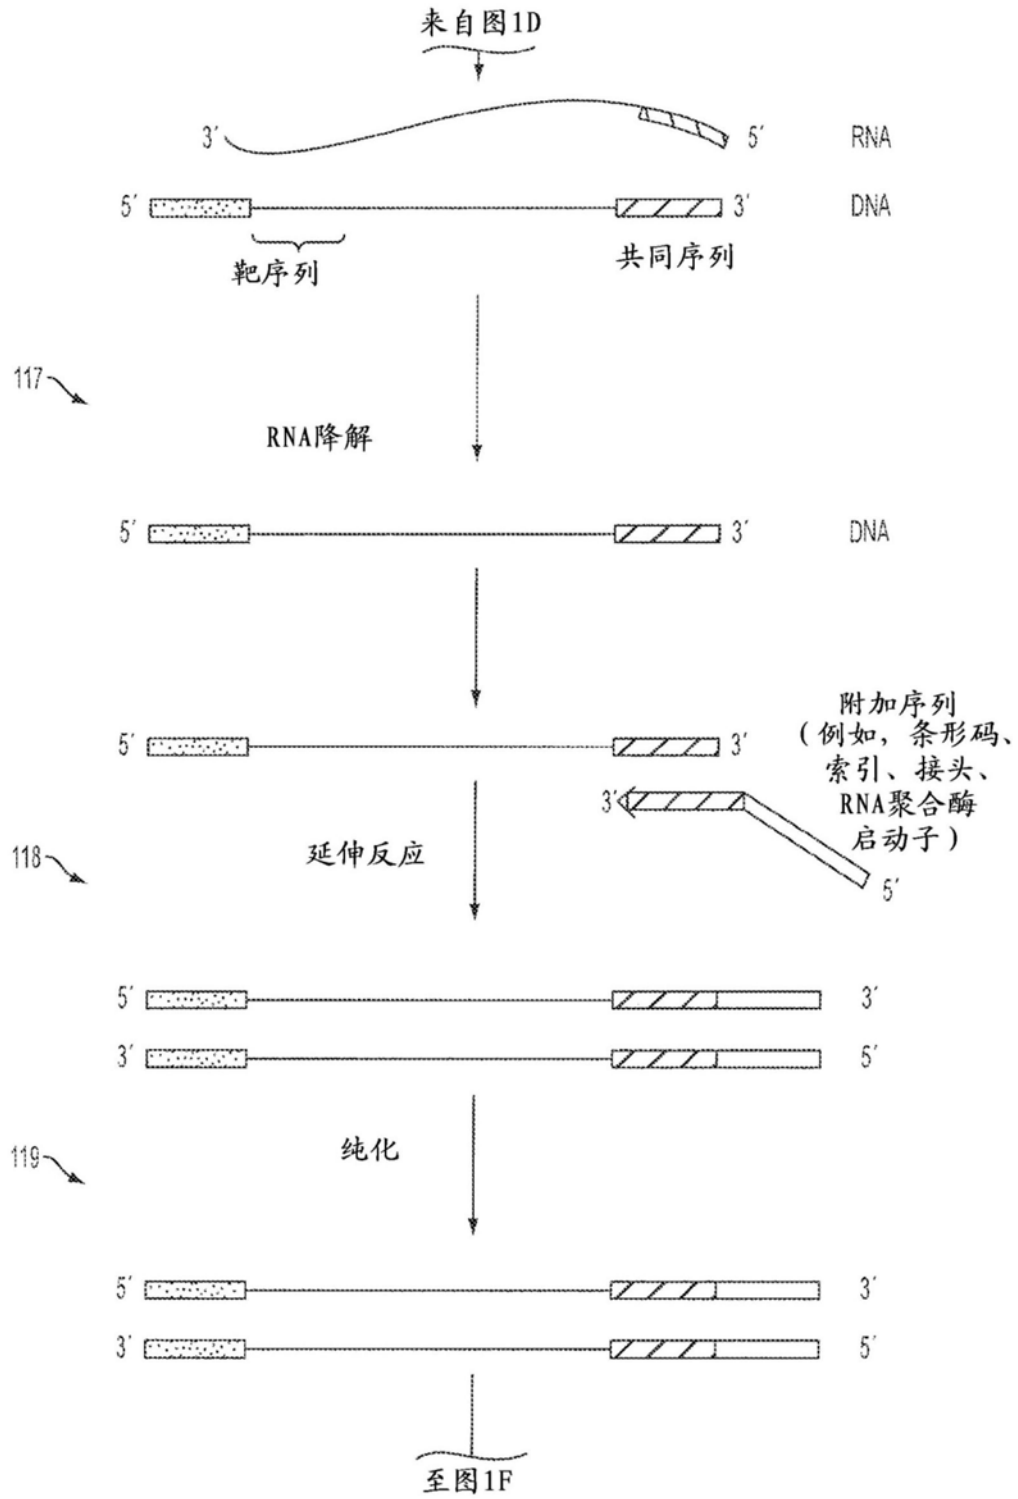 来自图1D
3′ 5′ RNA
5′ 3′ DNA
靶序列 共同序列
117
RNA降解
5′ 3′ DNA
附加序列
(例如, 条形码、
索引、接头、
RNA聚合酶
启动子)
5′ 3′
3′
延伸反应
118
5′
5′ 3′
3′ 5′
纯化
119
5′ 3′
3′ 5′
至图1F